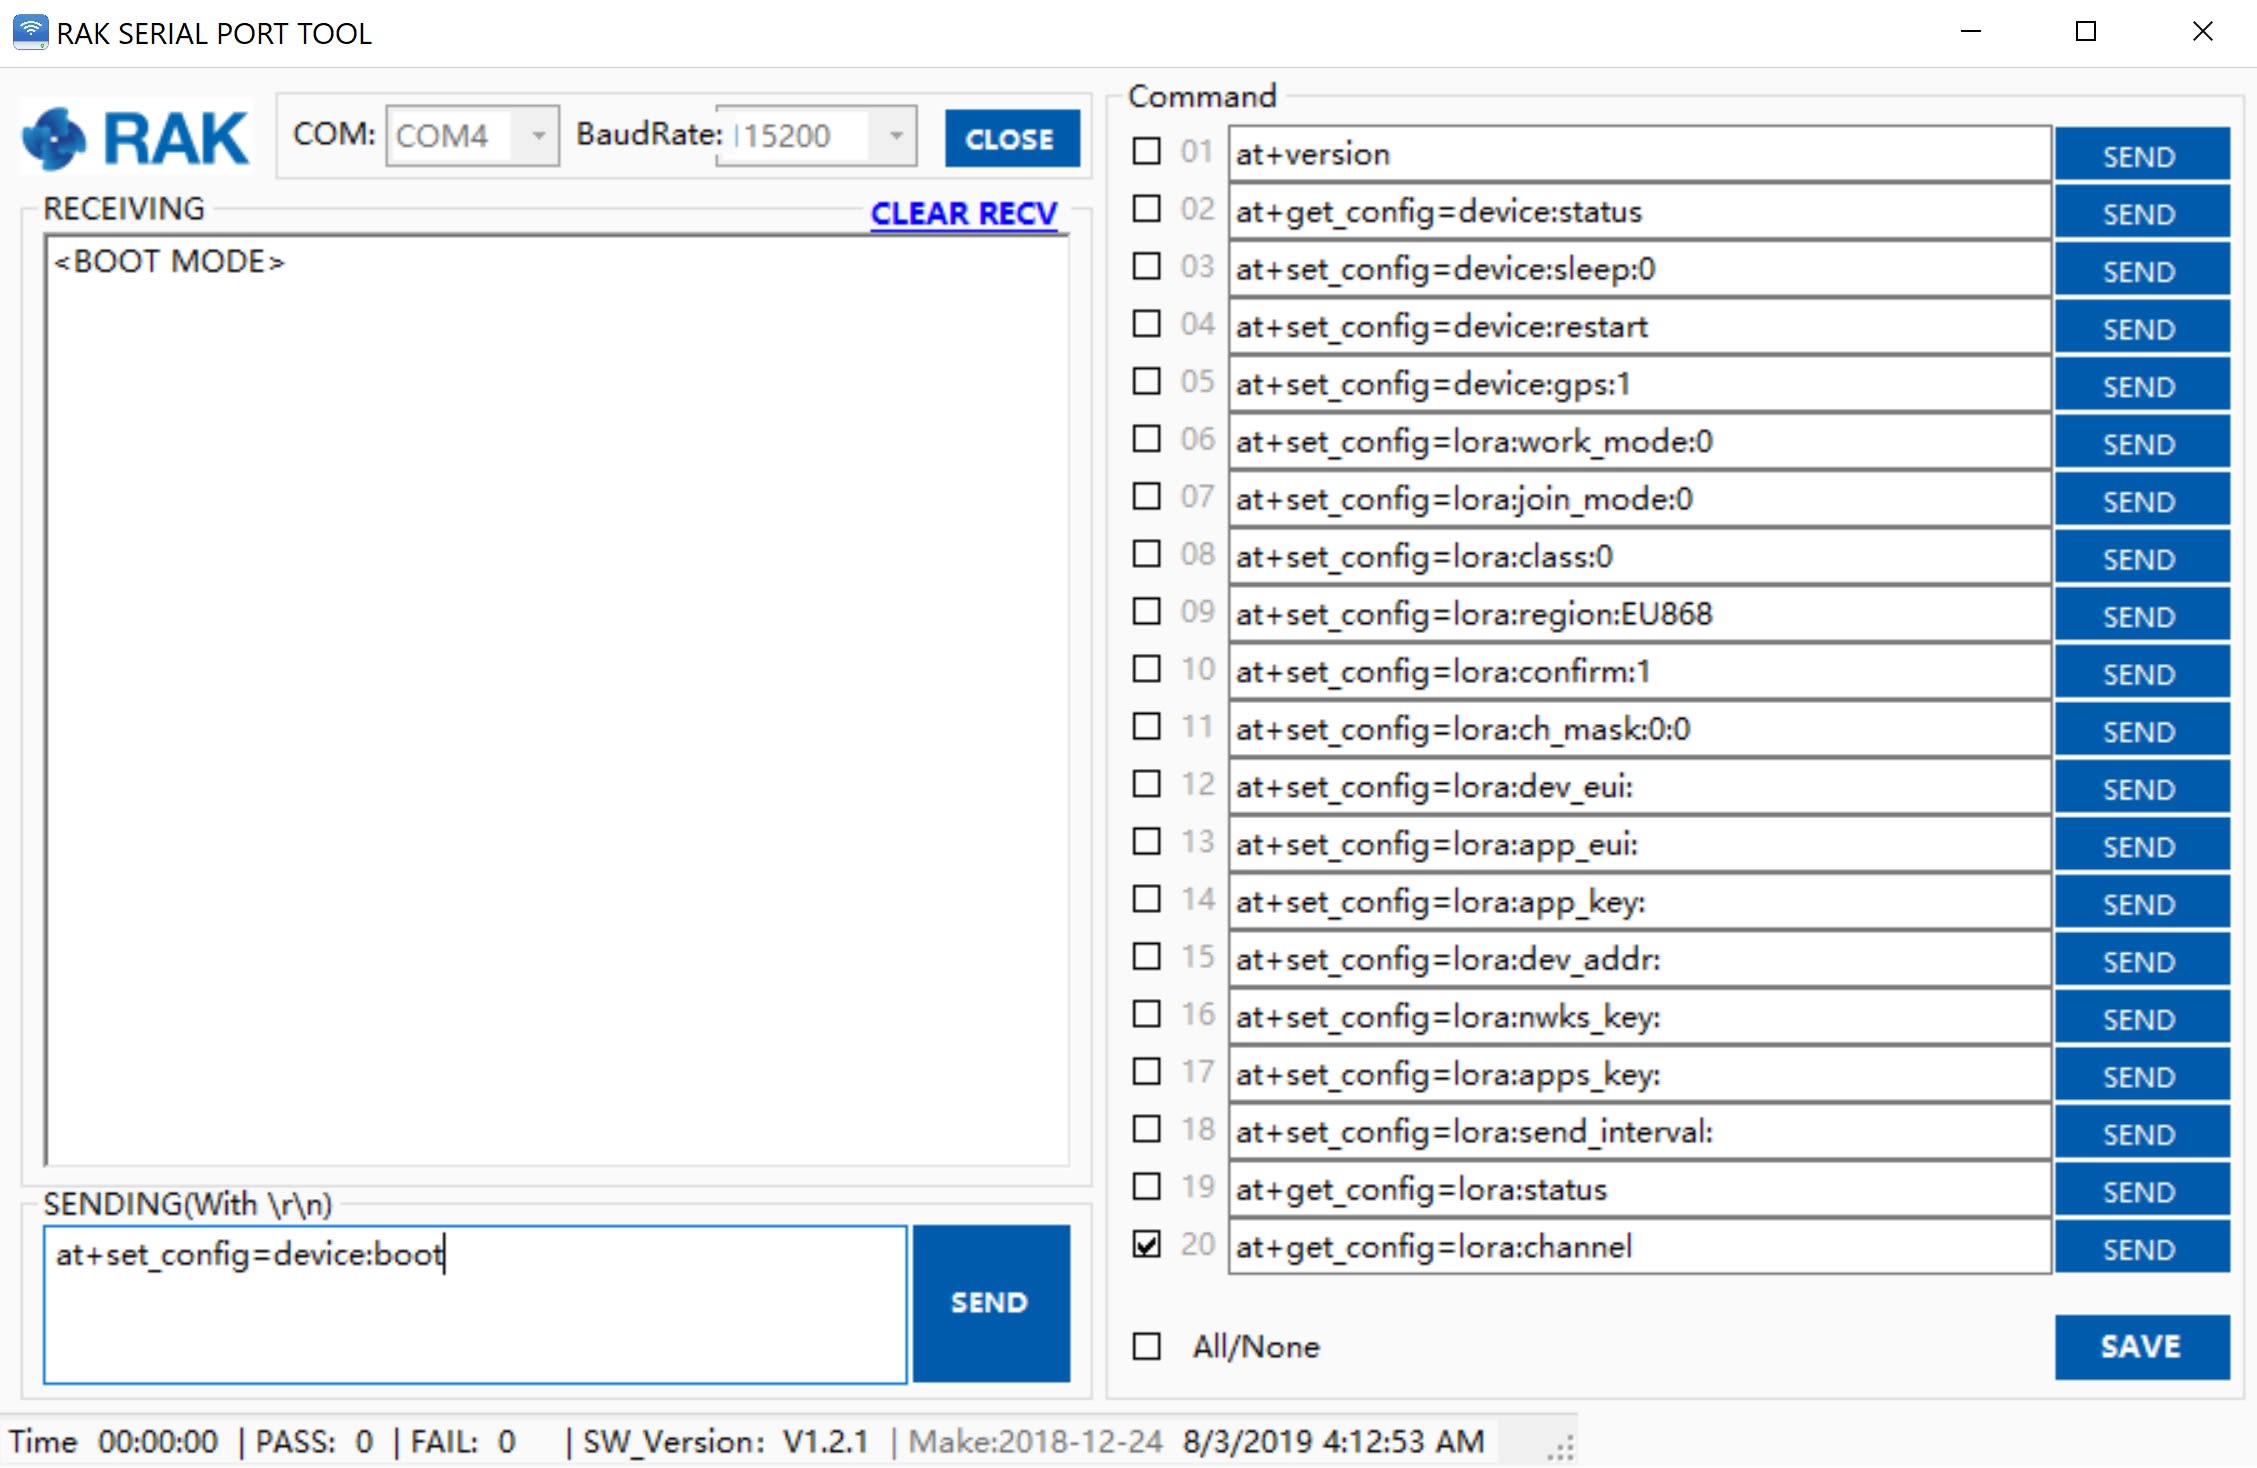 RAK SERIAL PORT TOOL
RAK
COM: COM4 BaudRate: 115200 CLOSE
RECEIVING CLEAR RECV
<BOOT MODE>
SENDING(With \r\n)
at+set_config=device:boot
SEND
Command
01 at+version SEND
02 at+get_config=device:status SEND
03 at+set_config=device:sleep:0 SEND
04 at+set_config=device:restart SEND
05 at+set_config=device:gps:1 SEND
06 at+set_config=lora:work_mode:0 SEND
07 at+set_config=lora:join_mode:0 SEND
08 at+set_config=lora:class:0 SEND
09 at+set_config=lora:region:EU868 SEND
10 at+set_config=lora:confirm:1 SEND
11 at+set_config=lora:ch_mask:0:0 SEND
12 at+set_config=lora:dev_eui: SEND
13 at+set_config=lora:app_eui: SEND
14 at+set_config=lora:app_key: SEND
15 at+set_config=lora:dev_addr: SEND
16 at+set_config=lora:nwks_key: SEND
17 at+set_config=lora:apps_key: SEND
18 at+set_config=lora:send_interval: SEND
19 at+get_config=lora:status SEND
20 at+get_config=lora:channel SEND
All/None SAVE
Time 00:00:00 | PASS: 0 | FAIL: 0 | SW_Version: V1.2.1 | Make:2018-12-24 8/3/2019 4:12:53 AM